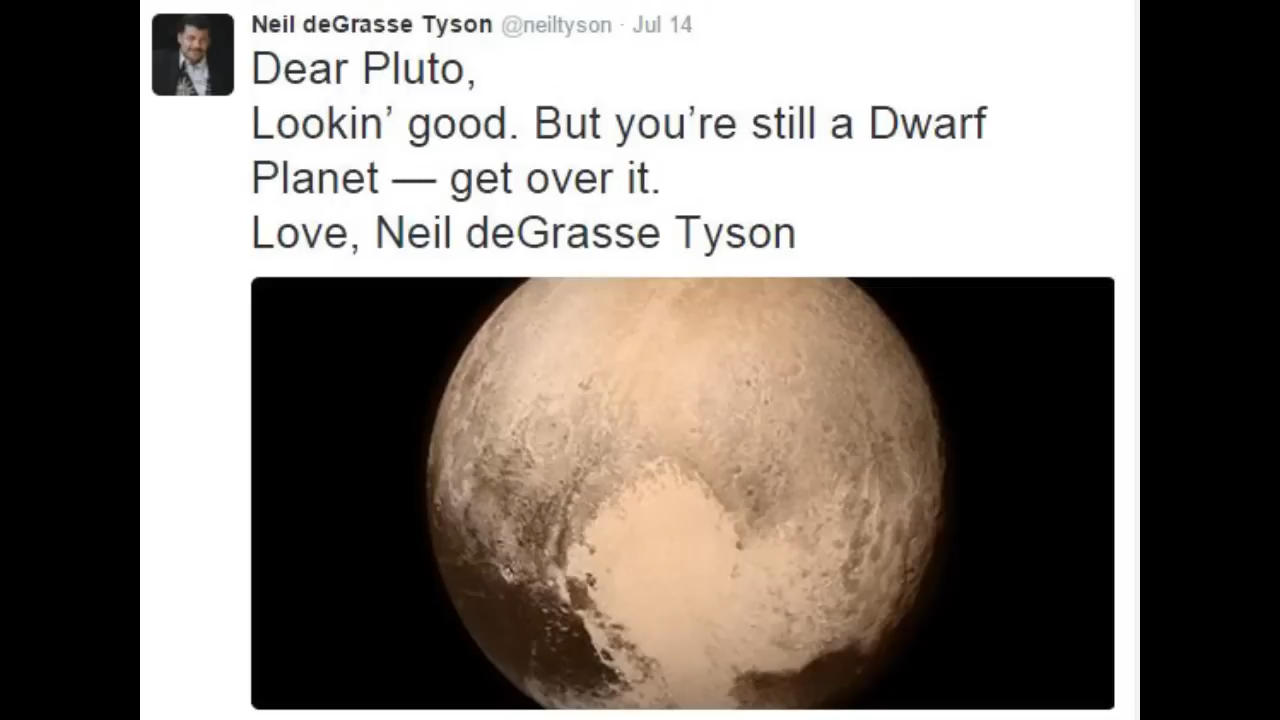 Neil deGrasse Tyson @neiltyson · Jul 14
Dear Pluto,
Lookin’ good. But you’re still a Dwarf
Planet — get over it.
Love, Neil deGrasse Tyson